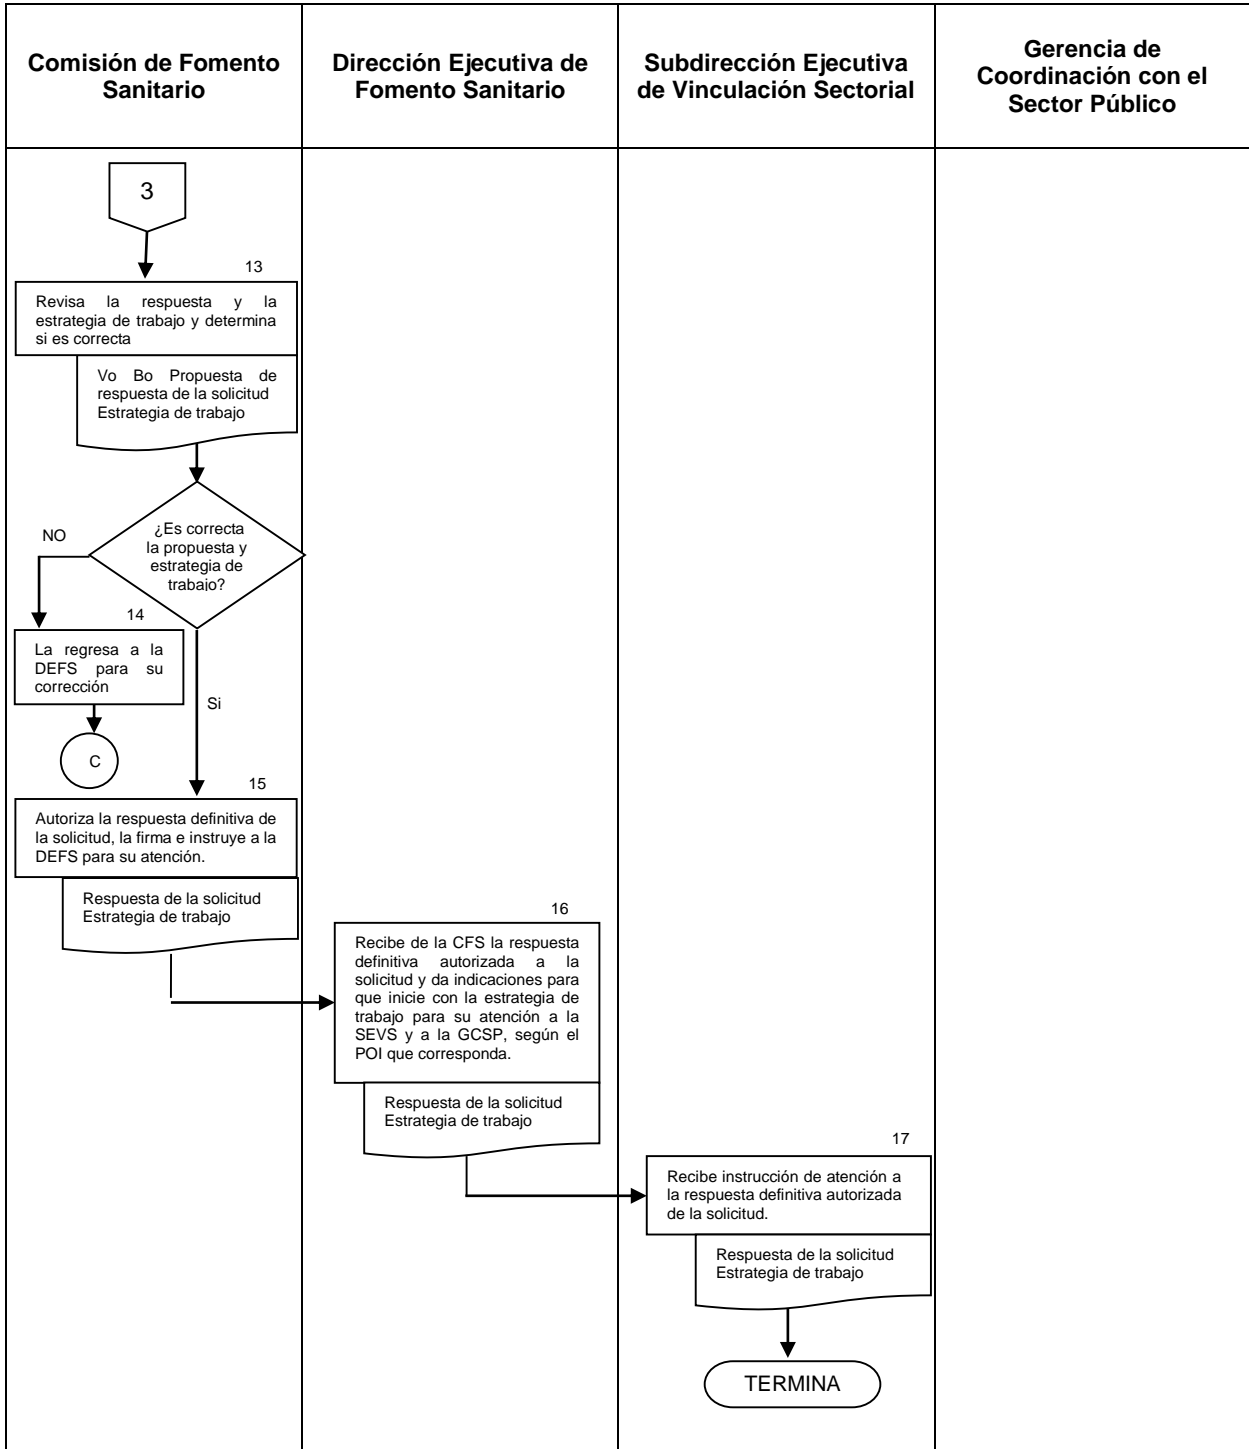 Comisión de Fomento
Sanitario
Dirección Ejecutiva de
Fomento Sanitario
Subdirección Ejecutiva
de Vinculación Sectorial
Gerencia de
Coordinación con el
Sector Público
3
13
Revisa la respuesta y la
estrategia de trabajo y determina
si es correcta
Vo Bo Propuesta de
respuesta de la solicitud
Estrategia de trabajo
¿Es correcta
la propuesta y
estrategia de
trabajo?
NO
14
La regresa a la
DEFS para su
corrección
Si
C
15
Autoriza la respuesta definitiva de
la solicitud, la firma e instruye a la
DEFS para su atención.
Respuesta de la solicitud
Estrategia de trabajo
16
Recibe de la CFS la respuesta
definitiva autorizada a la
solicitud y da indicaciones para
que inicie con la estrategia de
trabajo para su atención a la
SEVS y a la GCSP, según el
POI que corresponda.
Respuesta de la solicitud
Estrategia de trabajo
17
Recibe instrucción de atención a
la respuesta definitiva autorizada
de la solicitud.
Respuesta de la solicitud
Estrategia de trabajo
TERMINA